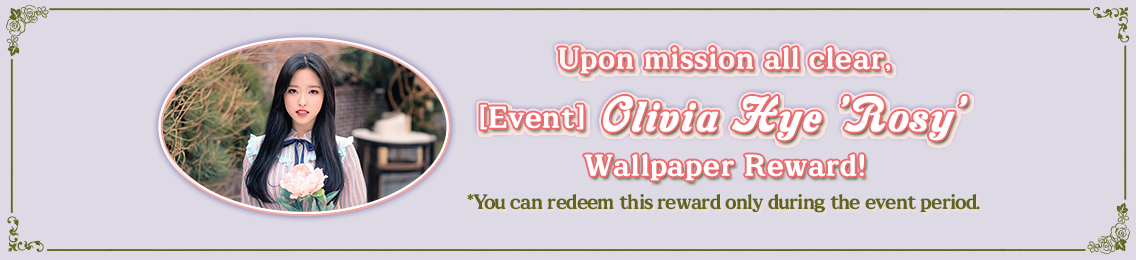 Upon mission all clear,
[Event] Olivia Hye 'Rosy'
Wallpaper Reward!
*You can redeem this reward only during the event period.